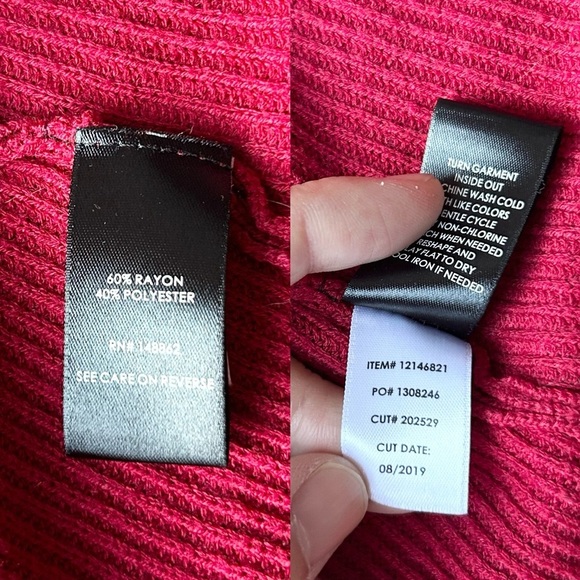 60% RAYON
40% POLYESTER
RN# 148862
SEE CARE ON REVERSE
TURN GARMENT
INSIDE OUT
CHINE WASH COLD
TH LIKE COLORS
ENTLE CYCLE
NON-CHLORINE
CH WHEN NEEDED
RESHAPE AND
LAY FLAT TO DRY
OOL IRON IF NEEDED
ITEM# 12146821
PO# 1308246
CUT# 202529
CUT DATE:
08/2019